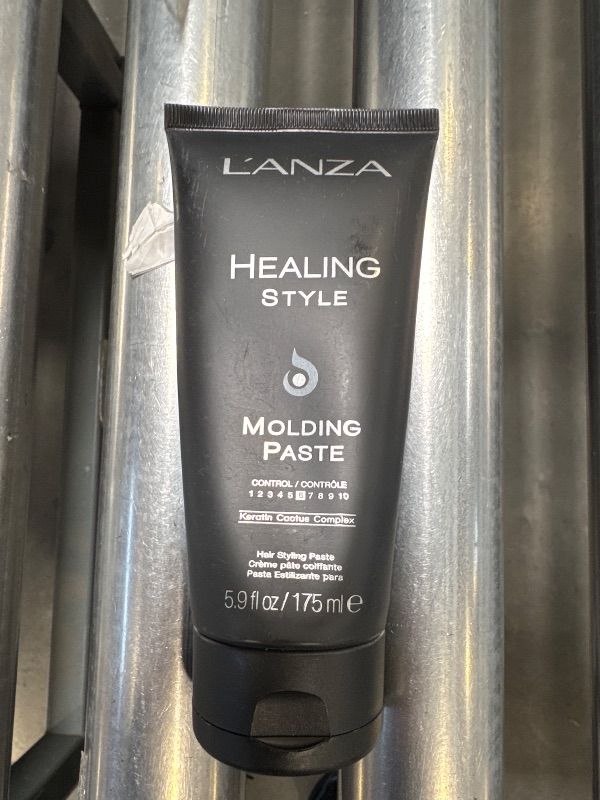 L'ANZA
HEALING
STYLE
MOLDING
PASTE
CONTROL / CONTRÔLE
1 2 3 4 5 6 7 8 9 10
Keratin Cactus Complex
Hair Styling Paste
Crème pâte coiffante
Pasta Estilizante para
5.9 fl oz / 175 ml e